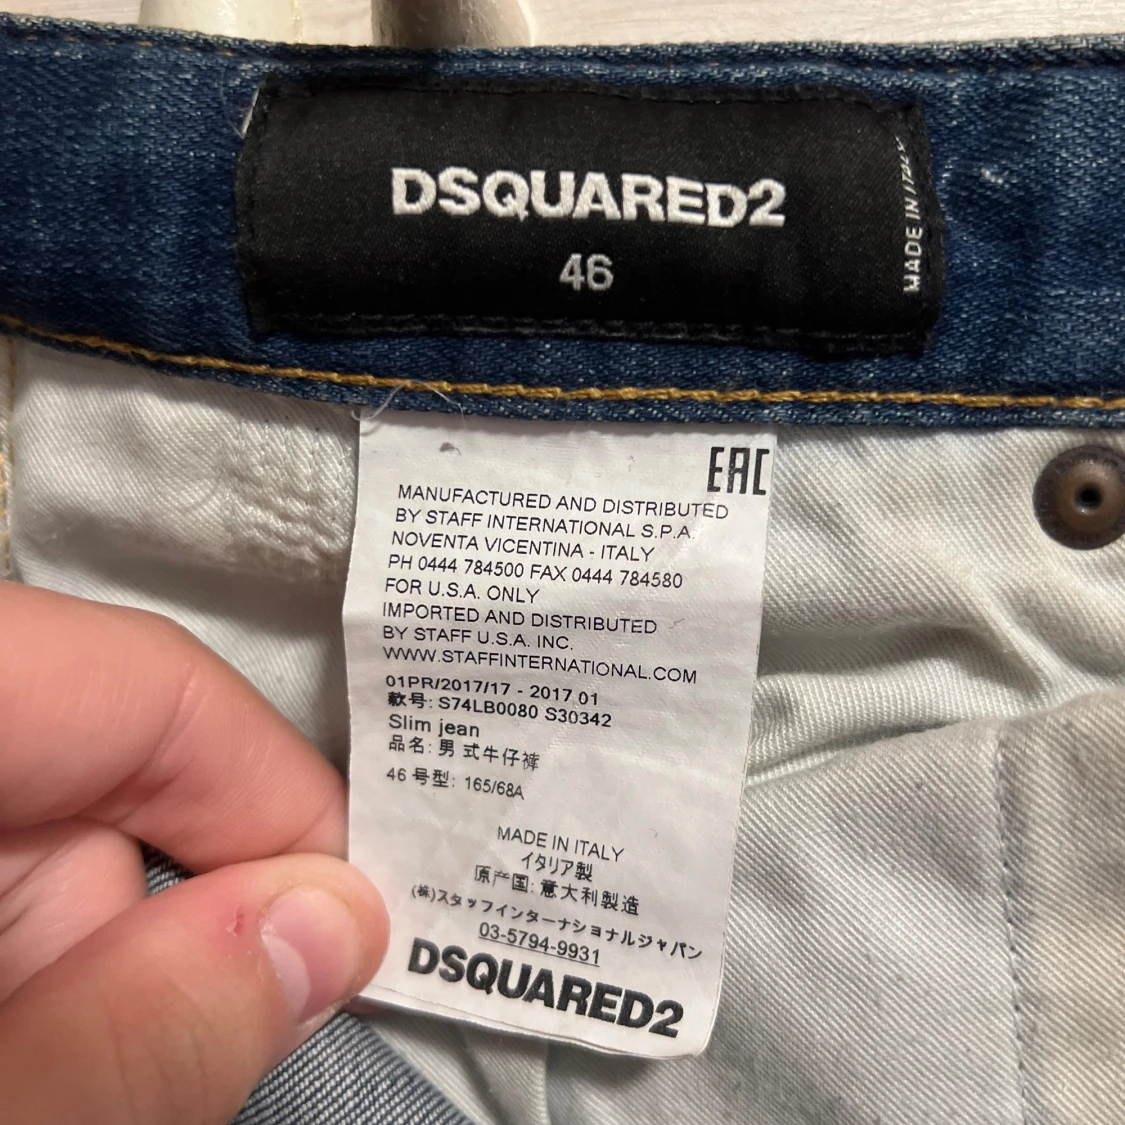 DSQUARED2
46
MADE IN ITALY
EAC
MANUFACTURED AND DISTRIBUTED
BY STAFF INTERNATIONAL S.P.A.
NOVENTA VICENTINA - ITALY
PH 0444 784500 FAX 0444 784580
FOR U.S.A. ONLY
IMPORTED AND DISTRIBUTED
BY STAFF U.S.A. INC.
WWW.STAFFINTERNATIONAL.COM
01PR/2017/17 - 2017 01
款号: S74LB0080 S30342
Slim jean
品名: 男 式牛仔裤
46 号型: 165/68A
MADE IN ITALY
イタリア製
原产国: 意大利製造
(株)スタッフインターナショナルジャパン
03-5794-9931
DSQUARED2